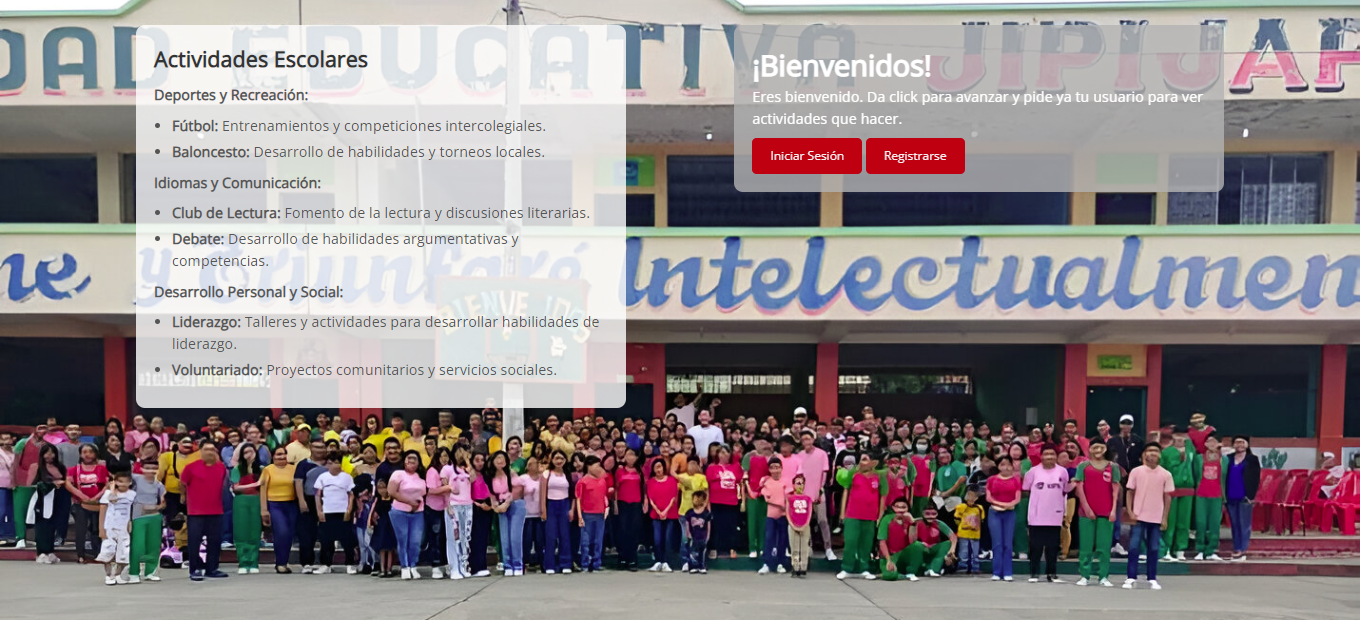 DAD EDUCATIVA JIPIJAP
Actividades Escolares
Deportes y Recreación:
• Fútbol: Entrenamientos y competiciones intercolegiales.
• Baloncesto: Desarrollo de habilidades y torneos locales.
Idiomas y Comunicación:
• Club de Lectura: Fomento de la lectura y discusiones literarias.
• Debate: Desarrollo de habilidades argumentativas y
competencias.
Desarrollo Personal y Social:
• Liderazgo: Talleres y actividades para desarrollar habilidades de
liderazgo.
• Voluntariado: Proyectos comunitarios y servicios sociales.
¡Bienvenidos!
Eres bienvenido. Da click para avanzar y pide ya tu usuario para ver
actividades que hacer.
Iniciar Sesión
Registrarse
ne y Triunfaré Intelectualmen
BIENVENIDOS